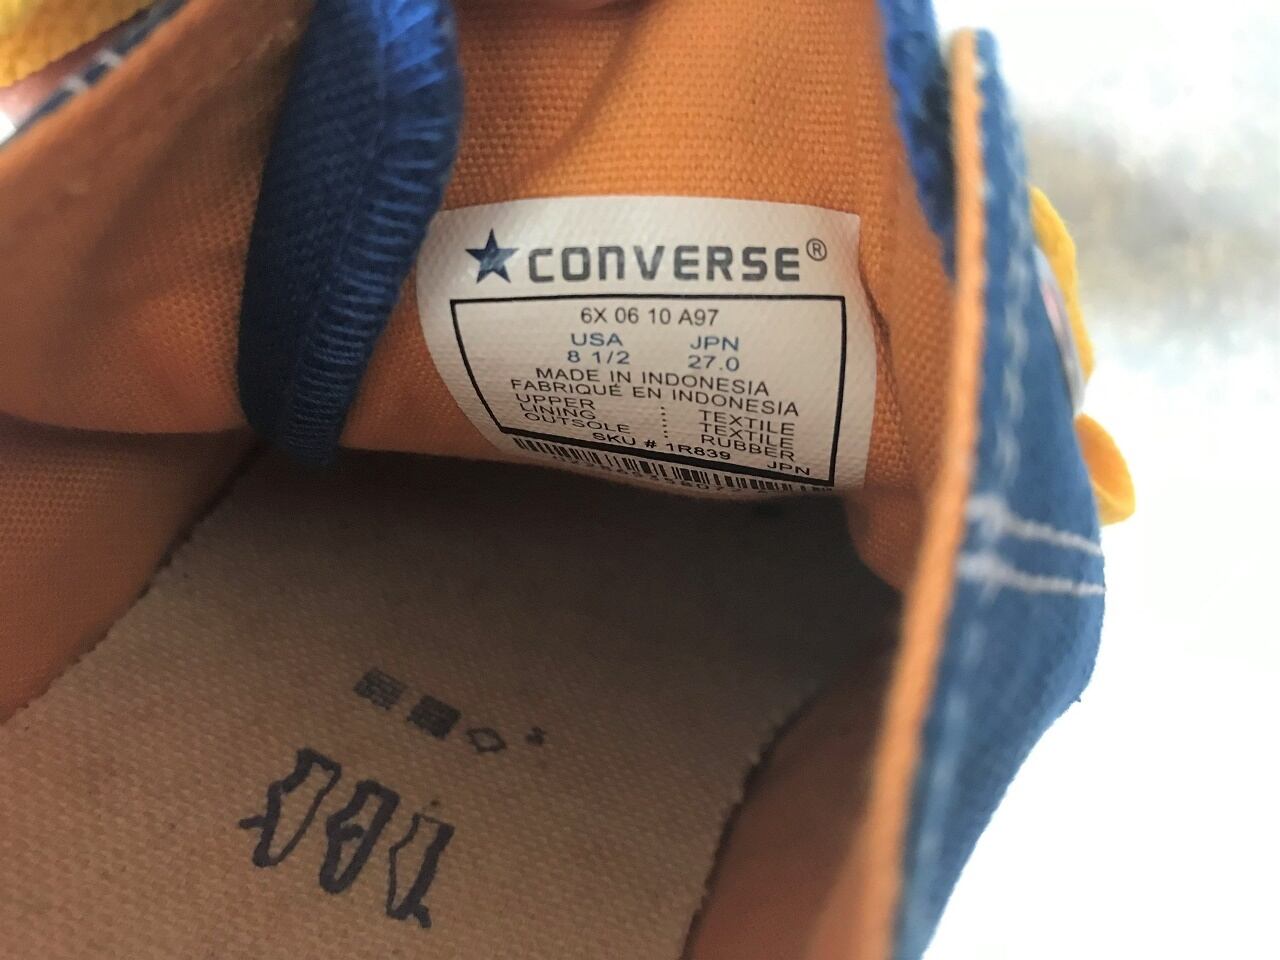 CONVERSE®
6X 06 10 A97
USA JPN
8 1/2 27.0
MADE IN INDONESIA
FABRIQUÉ EN INDONESIA
UPPER : TEXTILE
LINING : TEXTILE
OUTSOLE : RUBBER
SKU # 1R839 JPN